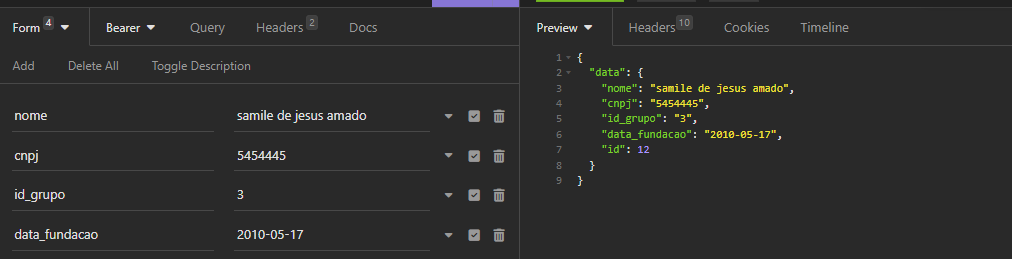 Form 4 Bearer Query Headers 2 Docs
Add Delete All Toggle Description
nome samile de jesus amado
cnpj 5454445
id_grupo 3
data_fundacao 2010-05-17
Preview Headers 10 Cookies Timeline
1 {
2 "data": {
3 "nome": "samile de jesus amado",
4 "cnpj": "5454445",
5 "id_grupo": "3",
6 "data_fundacao": "2010-05-17",
7 "id": 12
8 }
9 }